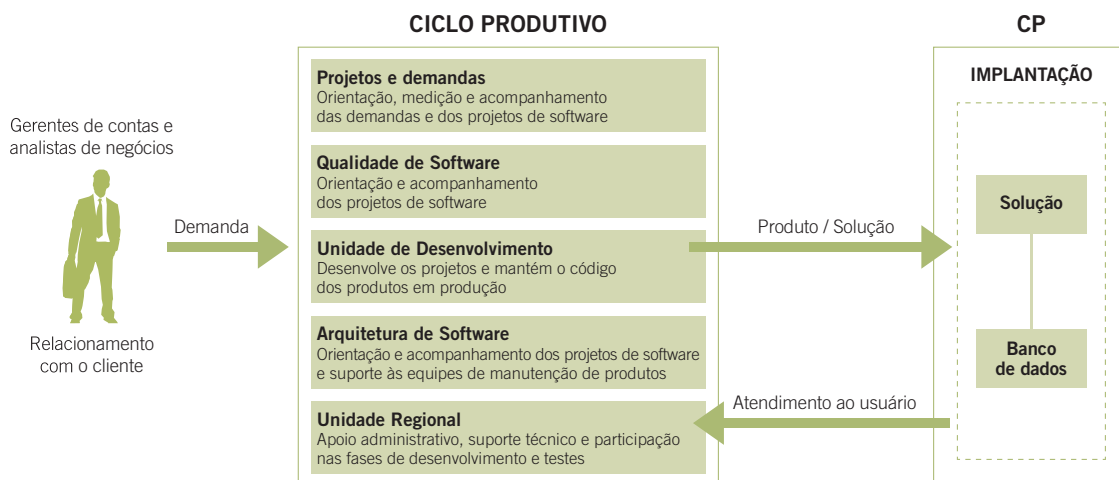 CICLO PRODUTIVO
CP
Gerentes de contas e
analistas de negócios
Relacionamento
com o cliente
Demanda
Projetos e demandas
Orientação, medição e acompanhamento
das demandas e dos projetos de software
Qualidade de Software
Orientação e acompanhamento
dos projetos de software
Unidade de Desenvolvimento
Desenvolve os projetos e mantém o código
dos produtos em produção
Arquitetura de Software
Orientação e acompanhamento dos projetos de software
e suporte às equipes de manutenção de produtos
Unidade Regional
Apoio administrativo, suporte técnico e participação
nas fases de desenvolvimento e testes
Produto / Solução
Atendimento ao usuário
IMPLANTAÇÃO
Solução
Banco
de dados